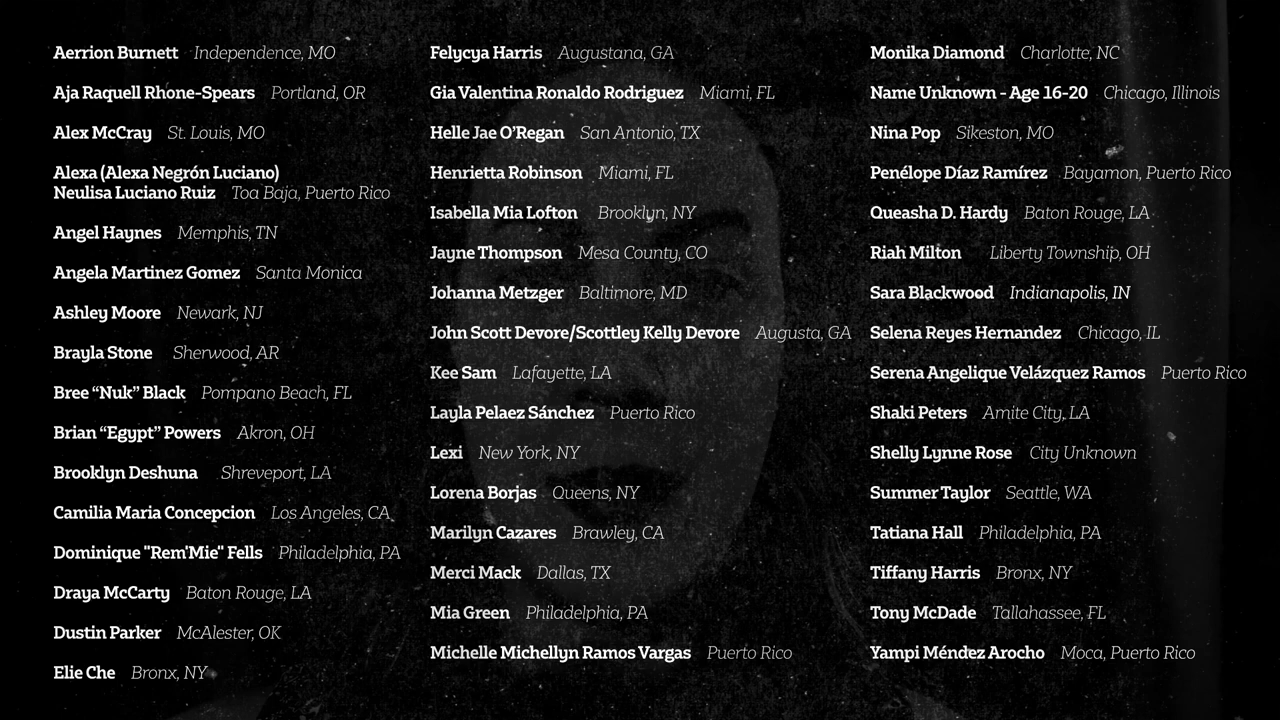 Aerrion Burnett Independence, MO
Aja Raquell Rhone-Spears Portland, OR
Alex McCray St. Louis, MO
Alexa (Alexa Negrón Luciano)
Neulisa Luciano Ruiz Toa Baja, Puerto Rico
Angel Haynes Memphis, TN
Angela Martinez Gomez Santa Monica
Ashley Moore Newark, NJ
Brayla Stone Sherwood, AR
Bree “Nuk” Black Pompano Beach, FL
Brian “Egypt” Powers Akron, OH
Brooklyn Deshuna Shreveport, LA
Camilia Maria Concepcion Los Angeles, CA
Dominique "Rem'Mie" Fells Philadelphia, PA
Draya McCarty Baton Rouge, LA
Dustin Parker McAlester, OK
Elie Che Bronx, NY
Felycya Harris Augustana, GA
Gia Valentina Ronaldo Rodriguez Miami, FL
Helle Jae O’Regan San Antonio, TX
Henrietta Robinson Miami, FL
Isabella Mia Lofton Brooklyn, NY
Jayne Thompson Mesa County, CO
Johanna Metzger Baltimore, MD
John Scott Devore/Scottley Kelly Devore Augusta, GA
Kee Sam Lafayette, LA
Layla Pelaez Sánchez Puerto Rico
Lexi New York, NY
Lorena Borjas Queens, NY
Marilyn Cazares Brawley, CA
Merci Mack Dallas, TX
Mia Green Philadelphia, PA
Michelle Michellyn Ramos Vargas Puerto Rico
Monika Diamond Charlotte, NC
Name Unknown - Age 16-20 Chicago, Illinois
Nina Pop Sikeston, MO
Penélope Díaz Ramírez Bayamon, Puerto Rico
Queasha D. Hardy Baton Rouge, LA
Riah Milton Liberty Township, OH
Sara Blackwood Indianapolis, IN
Selena Reyes Hernandez Chicago, IL
Serena Angelique Velázquez Ramos Puerto Rico
Shaki Peters Amite City, LA
Shelly Lynne Rose City Unknown
Summer Taylor Seattle, WA
Tatiana Hall Philadelphia, PA
Tiffany Harris Bronx, NY
Tony McDade Tallahassee, FL
Yampi Méndez Arocho Moca, Puerto Rico